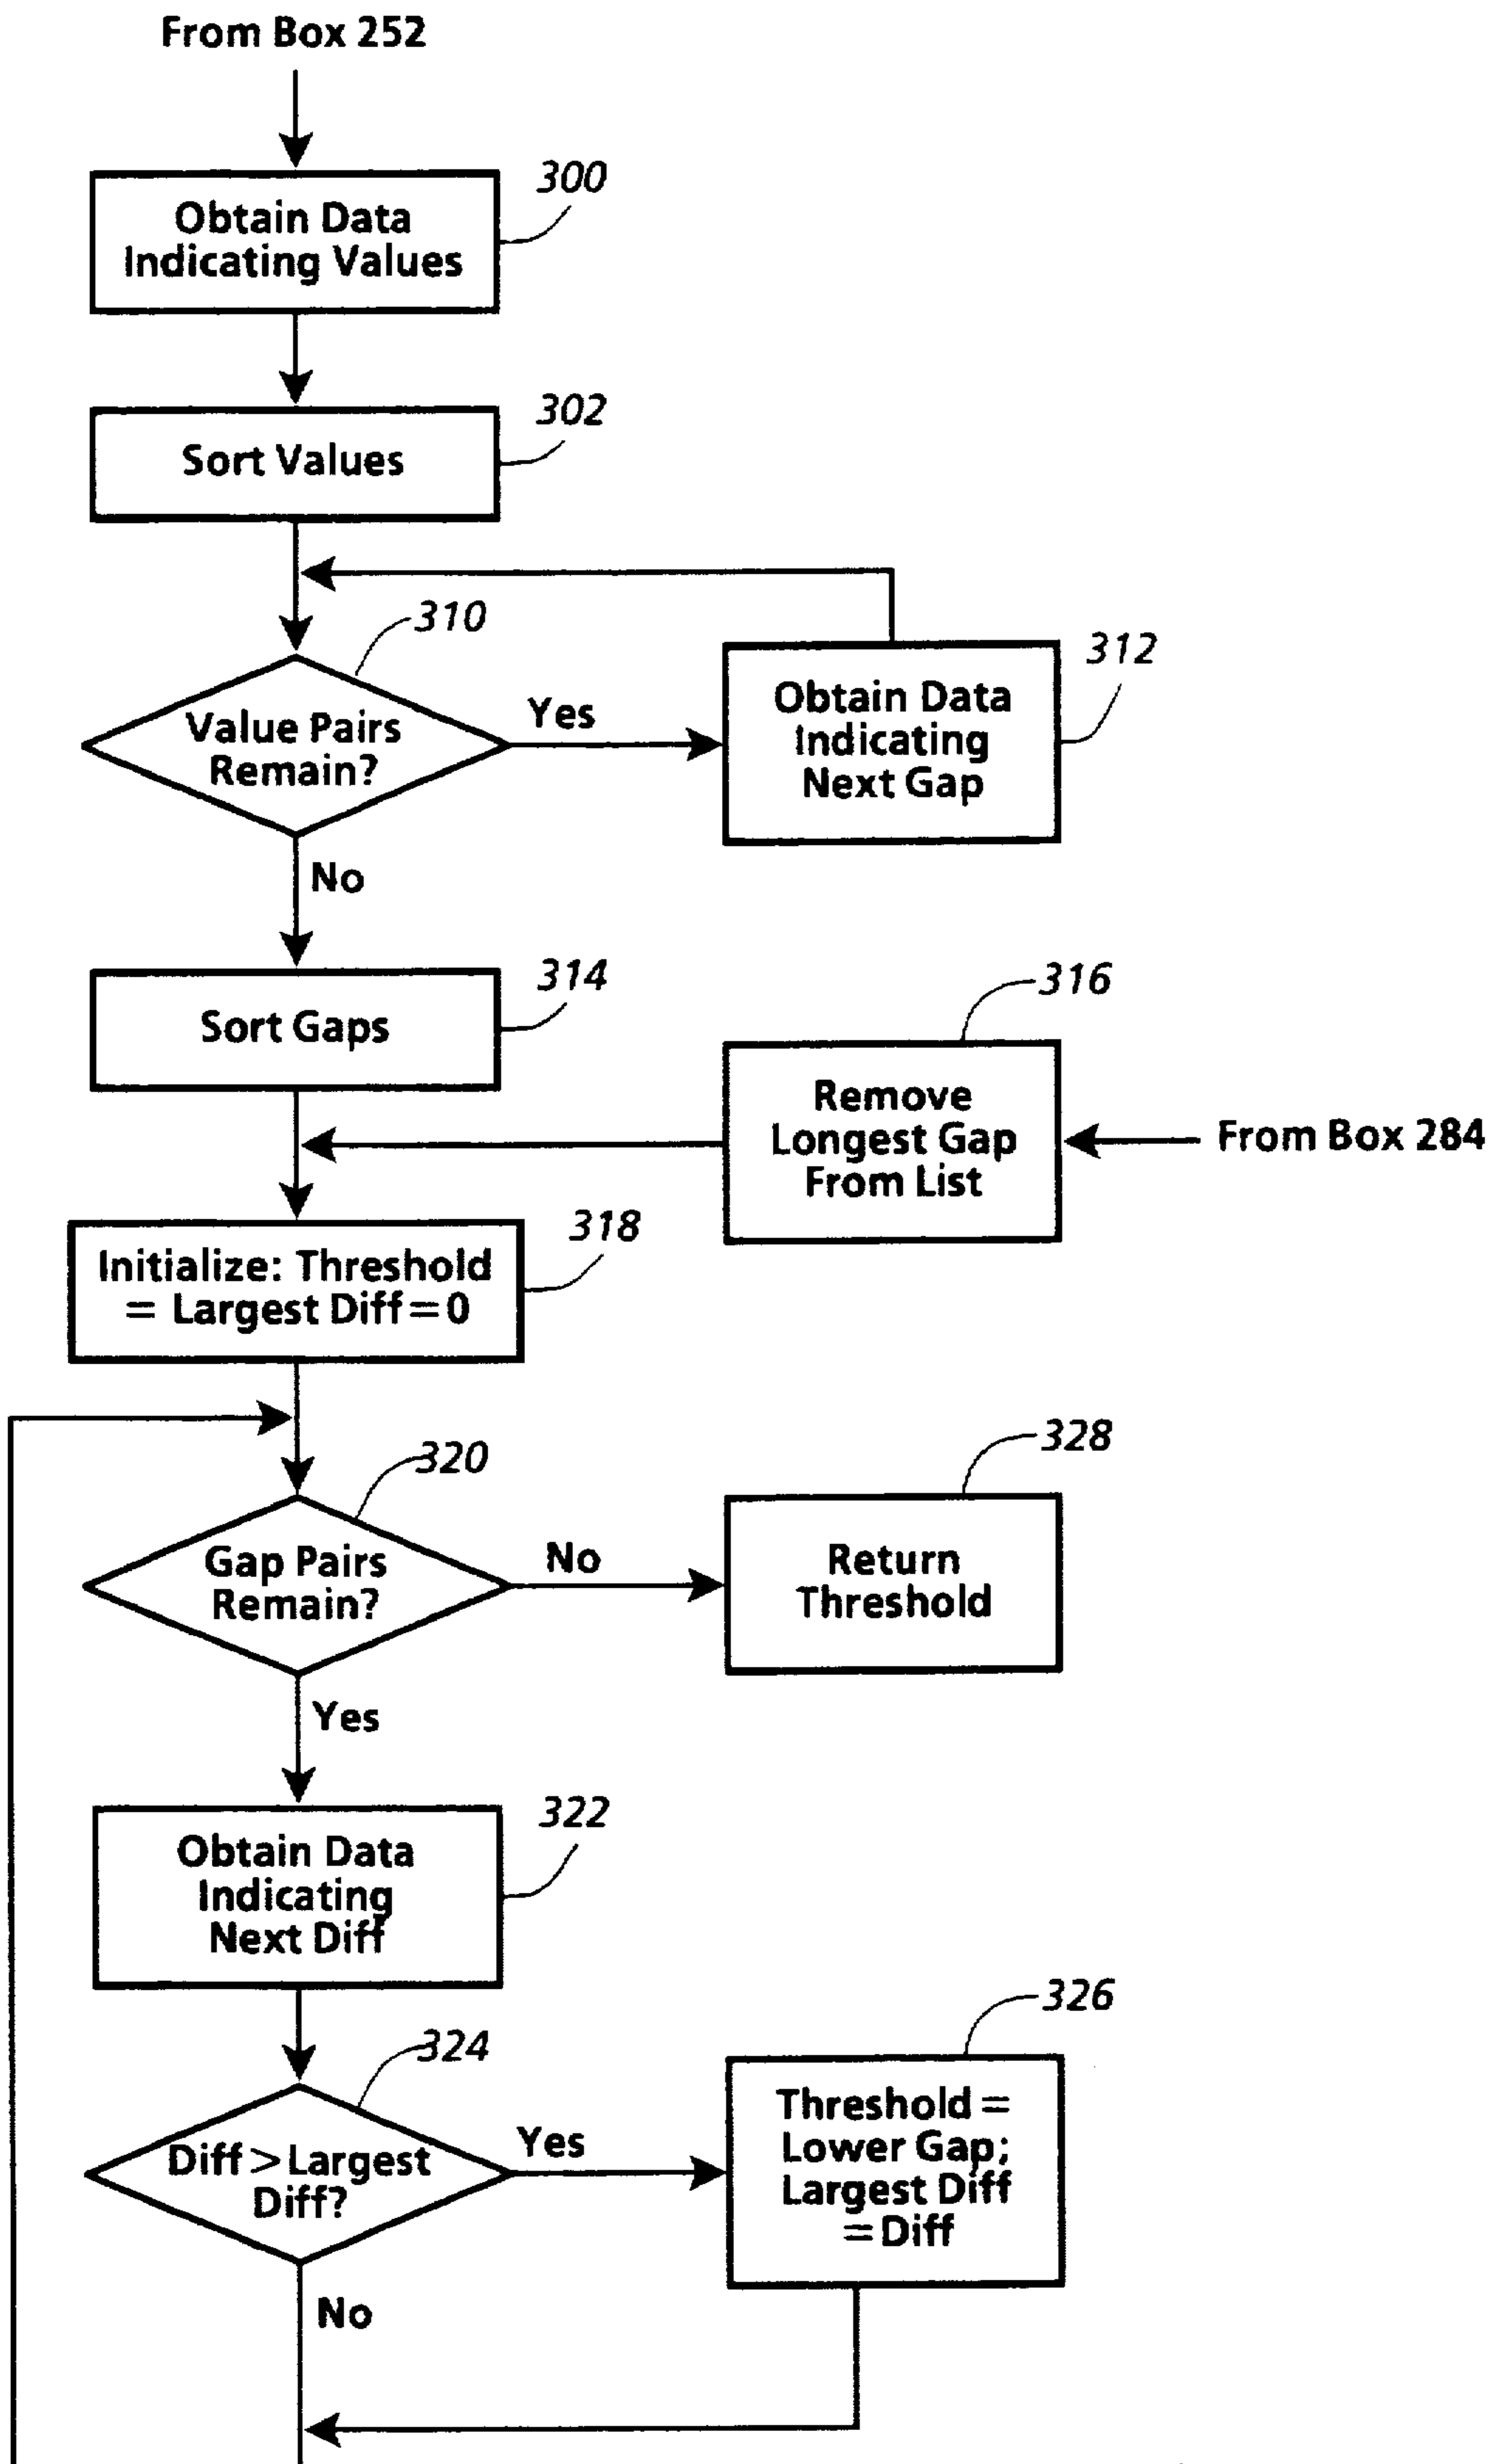 From Box 252
300
Obtain Data
Indicating Values
302
Sort Values
310
Value Pairs
Remain?
Yes
312
Obtain Data
Indicating
Next Gap
No
314
Sort Gaps
316
Remove
Longest Gap
From List
From Box 284
318
Initialize: Threshold
= Largest Diff=0
320
Gap Pairs
Remain?
No
328
Return
Threshold
Yes
322
Obtain Data
Indicating
Next Diff
324
Diff>Largest
Diff?
Yes
326
Threshold=
Lower Gap;
Largest Diff
=Diff
No